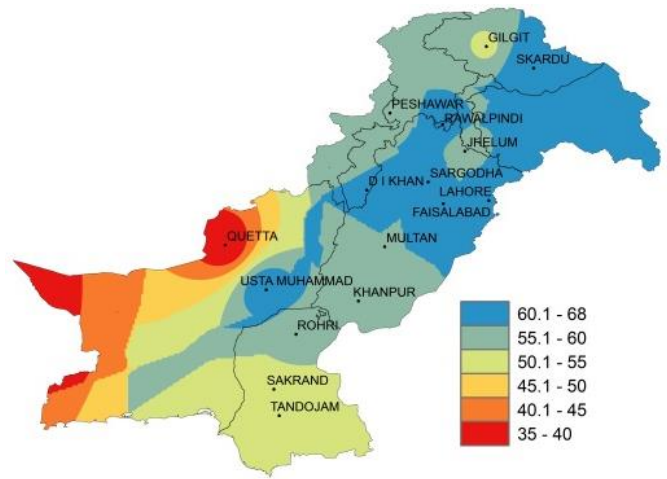 GILGIT
SKARDU
PESHAWAR
RAWALPINDI
JHELUM
D I KHAN
SARGODHA
LAHORE
FAISALABAD
MULTAN
QUETTA
USTA MUHAMMAD
KHANPUR
ROHRI
SAKRAND
TANDOJAM
60.1 - 68
55.1 - 60
50.1 - 55
45.1 - 50
40.1 - 45
35 - 40